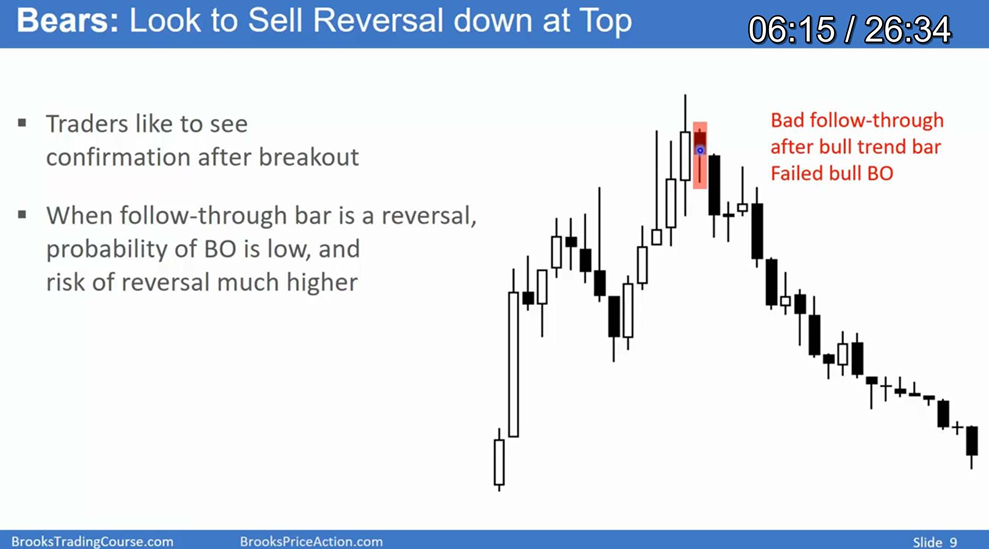 Bears: Look to Sell Reversal down at Top
06:15 / 26:34
▪ Traders like to see
confirmation after breakout
▪ When follow-through bar is a reversal,
probability of BO is low, and
risk of reversal much higher
Bad follow-through
after bull trend bar
Failed bull BO
BrooksTradingCourse.com
BrooksPriceAction.com
Slide 9